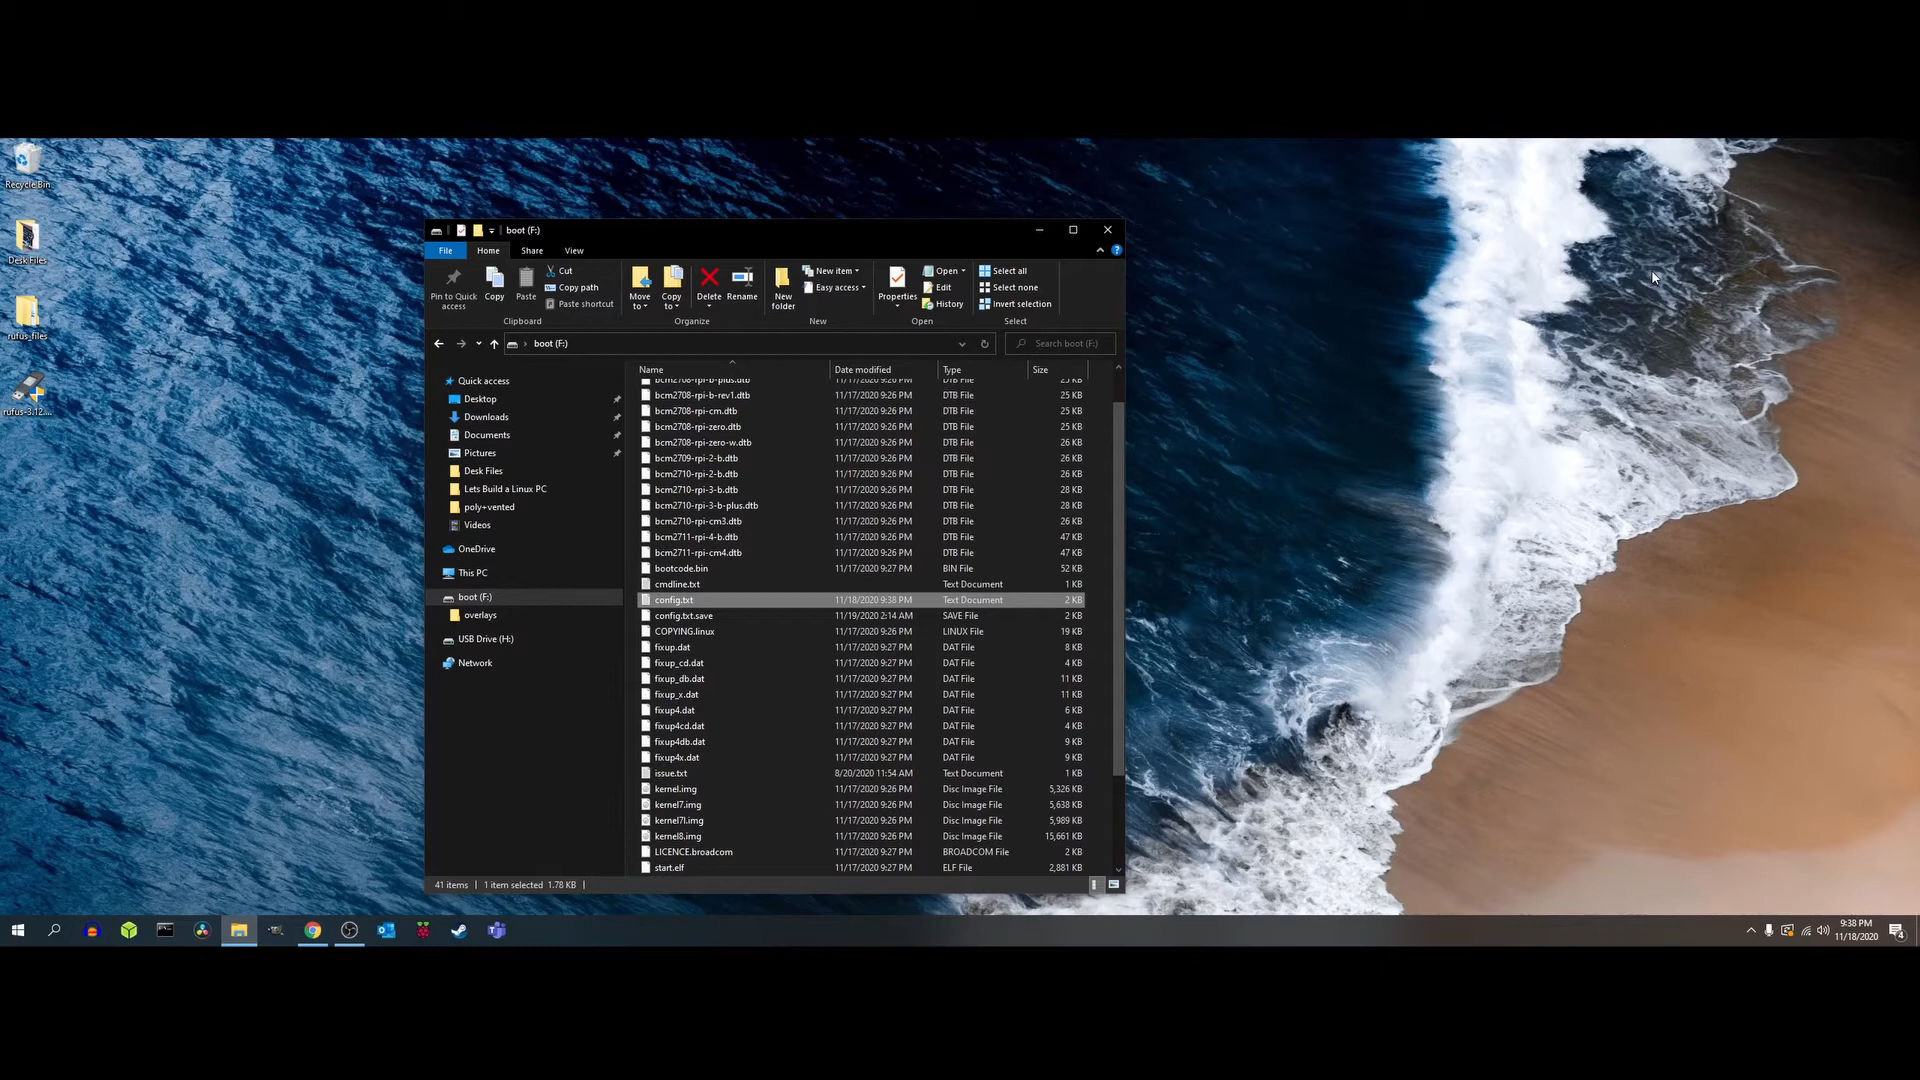 Recycle Bin
Desk Files
rufus_files
rufus-3.12....
boot (F:)
File Home Share View
Pin to Quick access
Copy
Paste
Cut
Copy path
Paste shortcut
Clipboard
Move to
Copy to
Delete
Rename
Organize
New folder
New item
Easy access
New
Properties
Open
Edit
History
Open
Select all
Select none
Invert selection
Select
boot (F:)
Search boot (F:)
Quick access
Desktop
Downloads
Documents
Pictures
Desk Files
Lets Build a Linux PC
poly+vented
Videos
OneDrive
This PC
boot (F:)
overlays
USB Drive (H:)
Network
Name Date modified Type Size
bcm2708-rpi-b-plus.dtb 11/17/2020 9:26 PM DTB File 25 KB
bcm2708-rpi-b-rev1.dtb 11/17/2020 9:26 PM DTB File 25 KB
bcm2708-rpi-cm.dtb 11/17/2020 9:26 PM DTB File 25 KB
bcm2708-rpi-zero.dtb 11/17/2020 9:26 PM DTB File 25 KB
bcm2708-rpi-zero-w.dtb 11/17/2020 9:26 PM DTB File 26 KB
bcm2709-rpi-2-b.dtb 11/17/2020 9:26 PM DTB File 26 KB
bcm2710-rpi-2-b.dtb 11/17/2020 9:26 PM DTB File 26 KB
bcm2710-rpi-3-b.dtb 11/17/2020 9:26 PM DTB File 28 KB
bcm2710-rpi-3-b-plus.dtb 11/17/2020 9:26 PM DTB File 28 KB
bcm2710-rpi-cm3.dtb 11/17/2020 9:26 PM DTB File 26 KB
bcm2711-rpi-4-b.dtb 11/17/2020 9:26 PM DTB File 47 KB
bcm2711-rpi-cm4.dtb 11/17/2020 9:26 PM DTB File 47 KB
bootcode.bin 11/17/2020 9:27 PM BIN File 52 KB
cmdline.txt Text Document 1 KB
config.txt 11/18/2020 9:38 PM Text Document 2 KB
config.txt.save 11/19/2020 2:14 AM SAVE File 2 KB
COPYING.linux 11/17/2020 9:26 PM LINUX File 19 KB
fixup.dat 11/17/2020 9:27 PM DAT File 8 KB
fixup_cd.dat 11/17/2020 9:27 PM DAT File 4 KB
fixup_db.dat 11/17/2020 9:27 PM DAT File 11 KB
fixup_x.dat 11/17/2020 9:27 PM DAT File 11 KB
fixup4.dat 11/17/2020 9:27 PM DAT File 6 KB
fixup4cd.dat 11/17/2020 9:27 PM DAT File 4 KB
fixup4db.dat 11/17/2020 9:27 PM DAT File 9 KB
fixup4x.dat 11/17/2020 9:27 PM DAT File 9 KB
issue.txt 8/20/2020 11:54 AM Text Document 1 KB
kernel.img 11/17/2020 9:26 PM Disc Image File 5,326 KB
kernel7.img 11/17/2020 9:26 PM Disc Image File 5,638 KB
kernel7l.img 11/17/2020 9:26 PM Disc Image File 5,989 KB
kernel8.img 11/17/2020 9:26 PM Disc Image File 15,661 KB
LICENCE.broadcom 11/17/2020 9:27 PM BROADCOM File 2 KB
start.elf 11/17/2020 9:27 PM ELF File 2,881 KB
41 items 1 item selected 1.78 KB
9:38 PM
11/18/2020
4